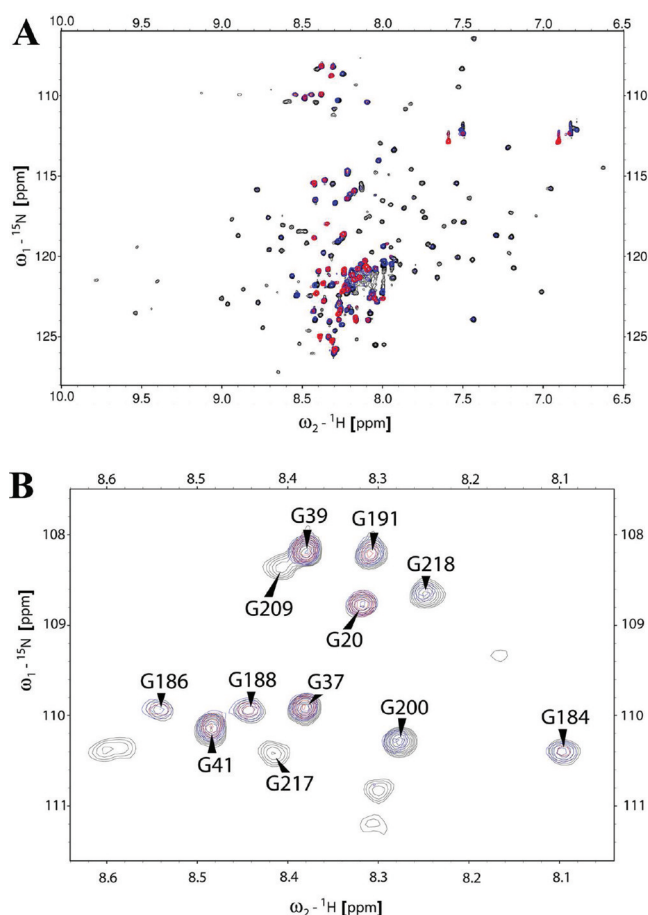 A
10.0 9.5 9.0 8.5 8.0 7.5 7.0 6.5
110
110
115
115
120
120
125
125
ω₁ - ¹⁵N [ppm]
10.0 9.5 9.0 8.5 8.0 7.5 7.0 6.5
ω₂ - ¹H [ppm]
B
8.6 8.5 8.4 8.3 8.2 8.1
108
108
G39 G191
G218
G209
109
109
G20
G186 G188 G37
G200 G184
110
110
G41
G217
111
111
ω₁ - ¹⁵N [ppm]
8.6 8.5 8.4 8.3 8.2 8.1
ω₂ - ¹H [ppm]